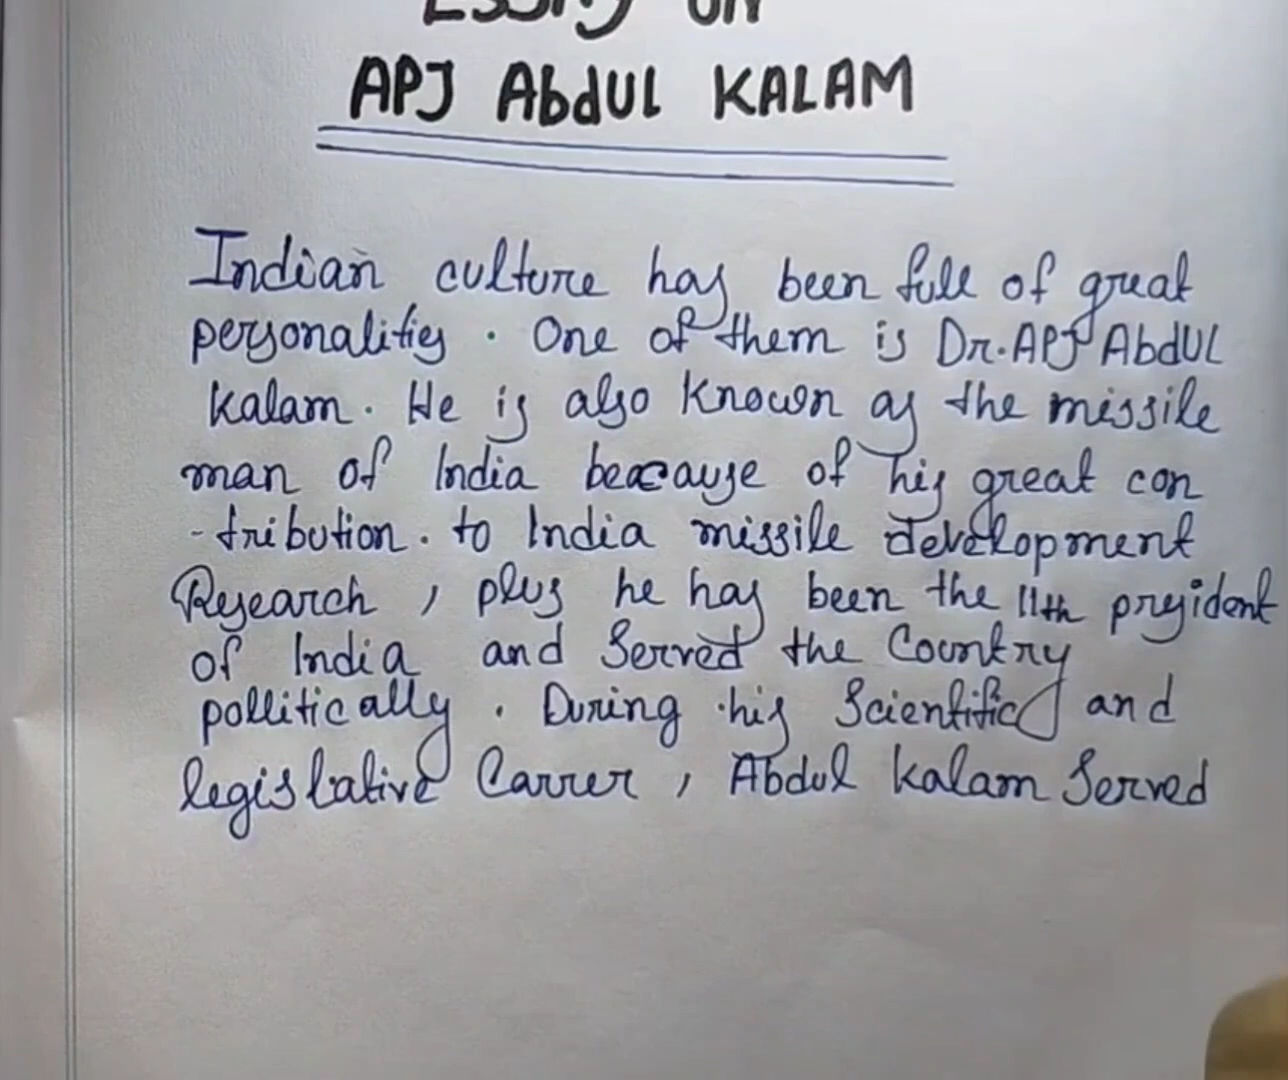 Essay on
APJ Abdul KALAM
Indian culture has been full of great
personalities. One of them is Dr. APJ Abdul
Kalam. He is also Known as the missile
man of India because of his great con
-tribution. to India missile development
Research, plus he has been the 11th president
of India and Served the Country
pollitically. During his Scientific and
legislative Carrer, Abdul Kalam Served